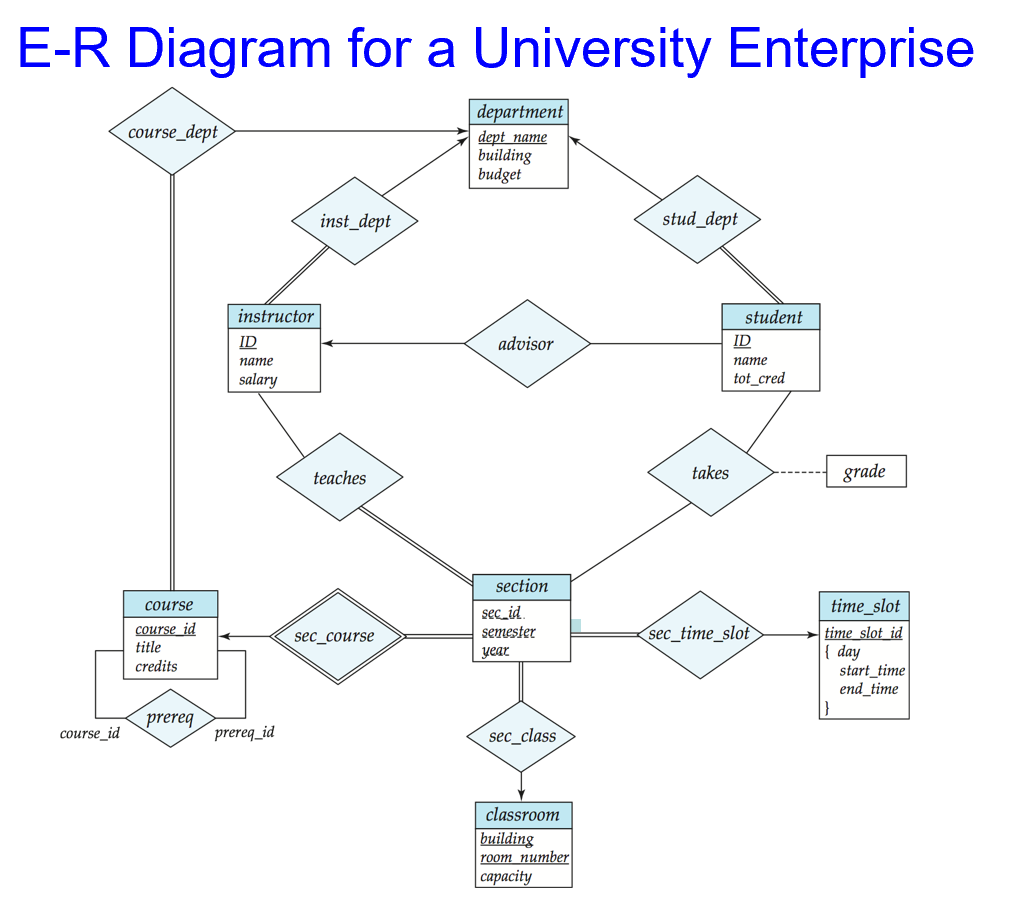 E-R Diagram for a University Enterprise
course_dept
department
dept_name
building
budget
inst_dept
stud_dept
instructor
ID
name
salary
advisor
student
ID
name
tot_cred
teaches
takes
grade
course
course_id
title
credits
prereq
course_id
prereq_id
sec_course
section
sec_id
semester
year
sec_time_slot
time_slot
time_slot_id
{ day
start_time
end_time
}
sec_class
classroom
building
room_number
capacity